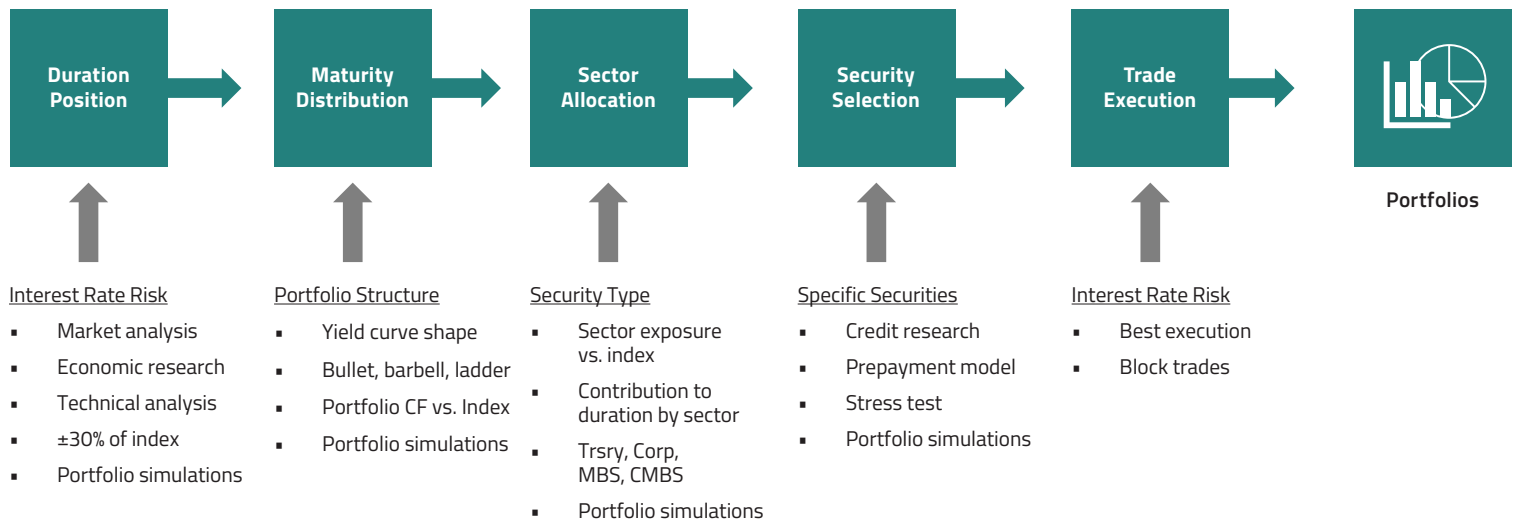 Duration
Position
Maturity
Distribution
Sector
Allocation
Security
Selection
Trade
Execution
Portfolios
Interest Rate Risk
▪ Market analysis
▪ Economic research
▪ Technical analysis
▪ ±30% of index
▪ Portfolio simulations
Portfolio Structure
▪ Yield curve shape
▪ Bullet, barbell, ladder
▪ Portfolio CF vs. Index
▪ Portfolio simulations
Security Type
▪ Sector exposure
vs. index
▪ Contribution to
duration by sector
▪ Trsry, Corp,
MBS, CMBS
▪ Portfolio simulations
Specific Securities
▪ Credit research
▪ Prepayment model
▪ Stress test
▪ Portfolio simulations
Interest Rate Risk
▪ Best execution
▪ Block trades